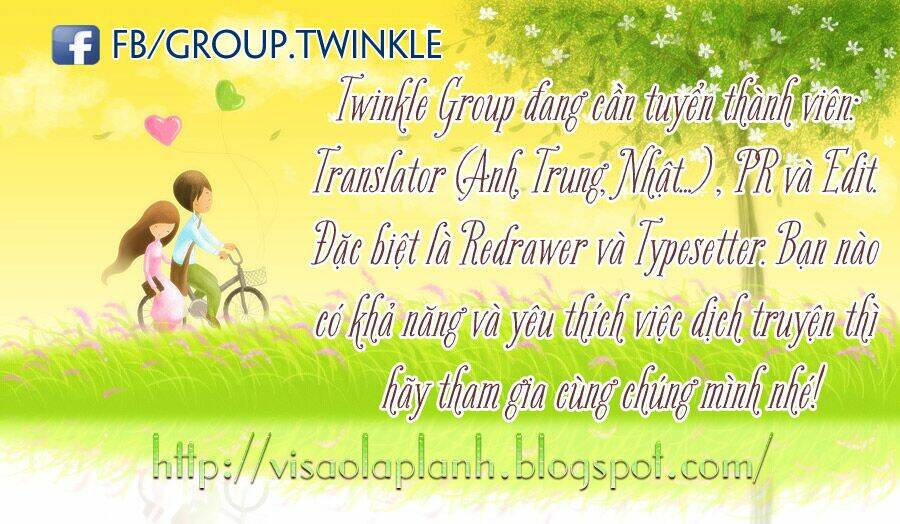 FB/GROUP.TWINKLE
Twinkle Group đang cần tuyển thành viên:
Translator (Anh, Trung, Nhật...) , PR và Edit.
Đặc biệt là Redrawer và Typesetter. Bạn nào
có khả năng và yêu thích việc dịch truyện thì
hãy tham gia cùng chúng mình nhé!
http://visaolaplanh.blogspot.com/